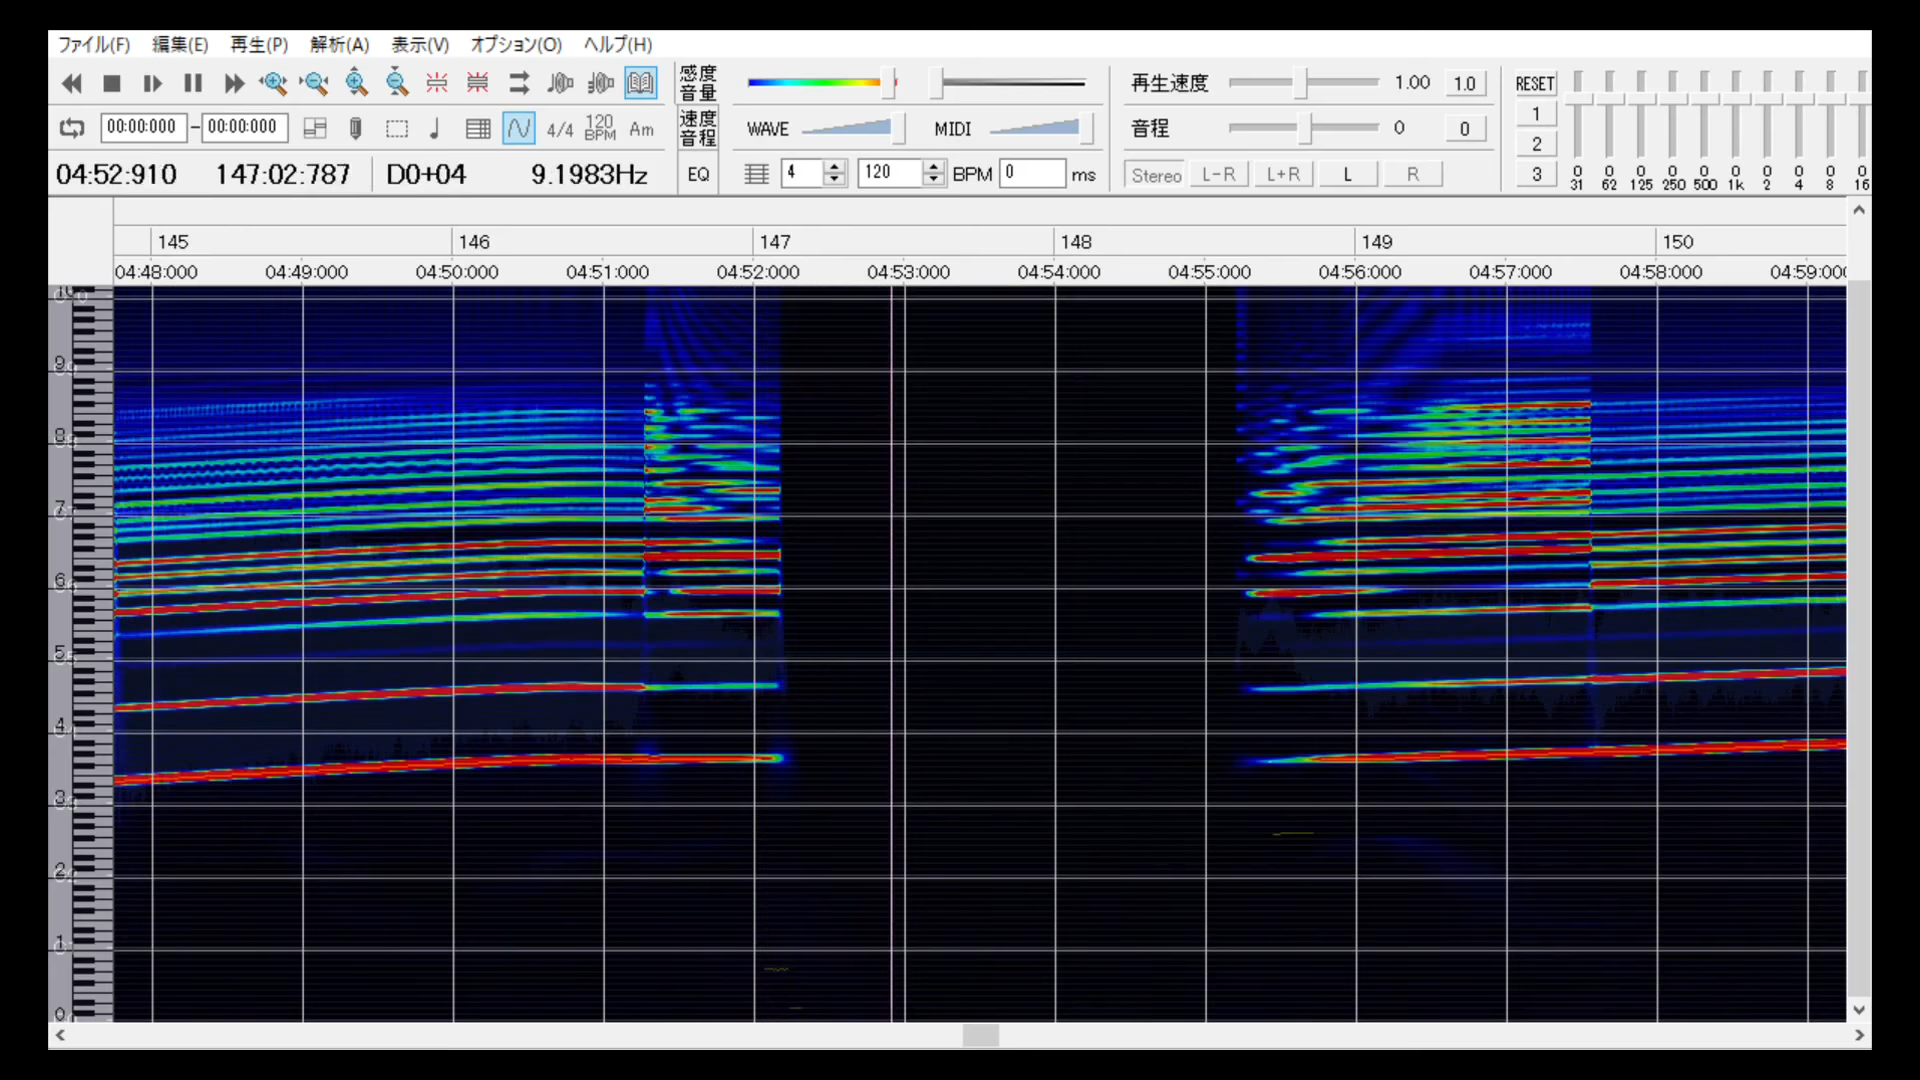 ファイル(F) 編集(E) 再生(P) 解析(A) 表示(V) オプション(O) ヘルプ(H)
感度 音量 再生速度 1.00 1.0 RESET
00:00:000 - 00:00:000 4/4 120 BPM Am 速度 音程 WAVE MIDI 音程 0 0 1
2
04:52:910 147:02:787 D0+04 9.1983Hz EQ 4 120 BPM 0 ms Stereo L-R L+R L R 3
0 0 0 0 0 0 0 0 0 0
31 62 125 250 500 1k 2 4 8 16
145 146 147 148 149 150
04:48:000 04:49:000 04:50:000 04:51:000 04:52:000 04:53:000 04:54:000 04:55:000 04:56:000 04:57:000 04:58:000 04:59:000
9
8
7
6
5
4
3
2
1
0